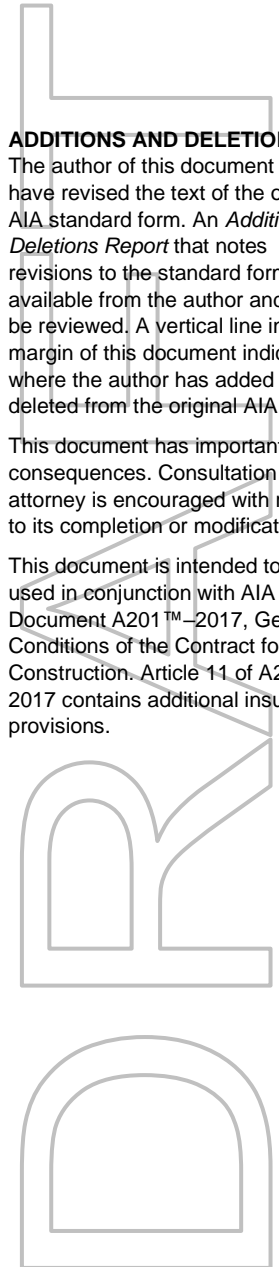 ADDITIONS AND DELETION
The author of this document
have revised the text of the o
AIA standard form. An Additi
Deletions Report that notes
revisions to the standard form
available from the author and
be reviewed. A vertical line in
margin of this document indic
where the author has added
deleted from the original AIA
This document has important
consequences. Consultation
attorney is encouraged with r
to its completion or modificat
This document is intended to
used in conjunction with AIA
Document A201™–2017, Ge
Conditions of the Contract fo
Construction. Article 11 of A2
2017 contains additional insu
provisions.
DRAFT